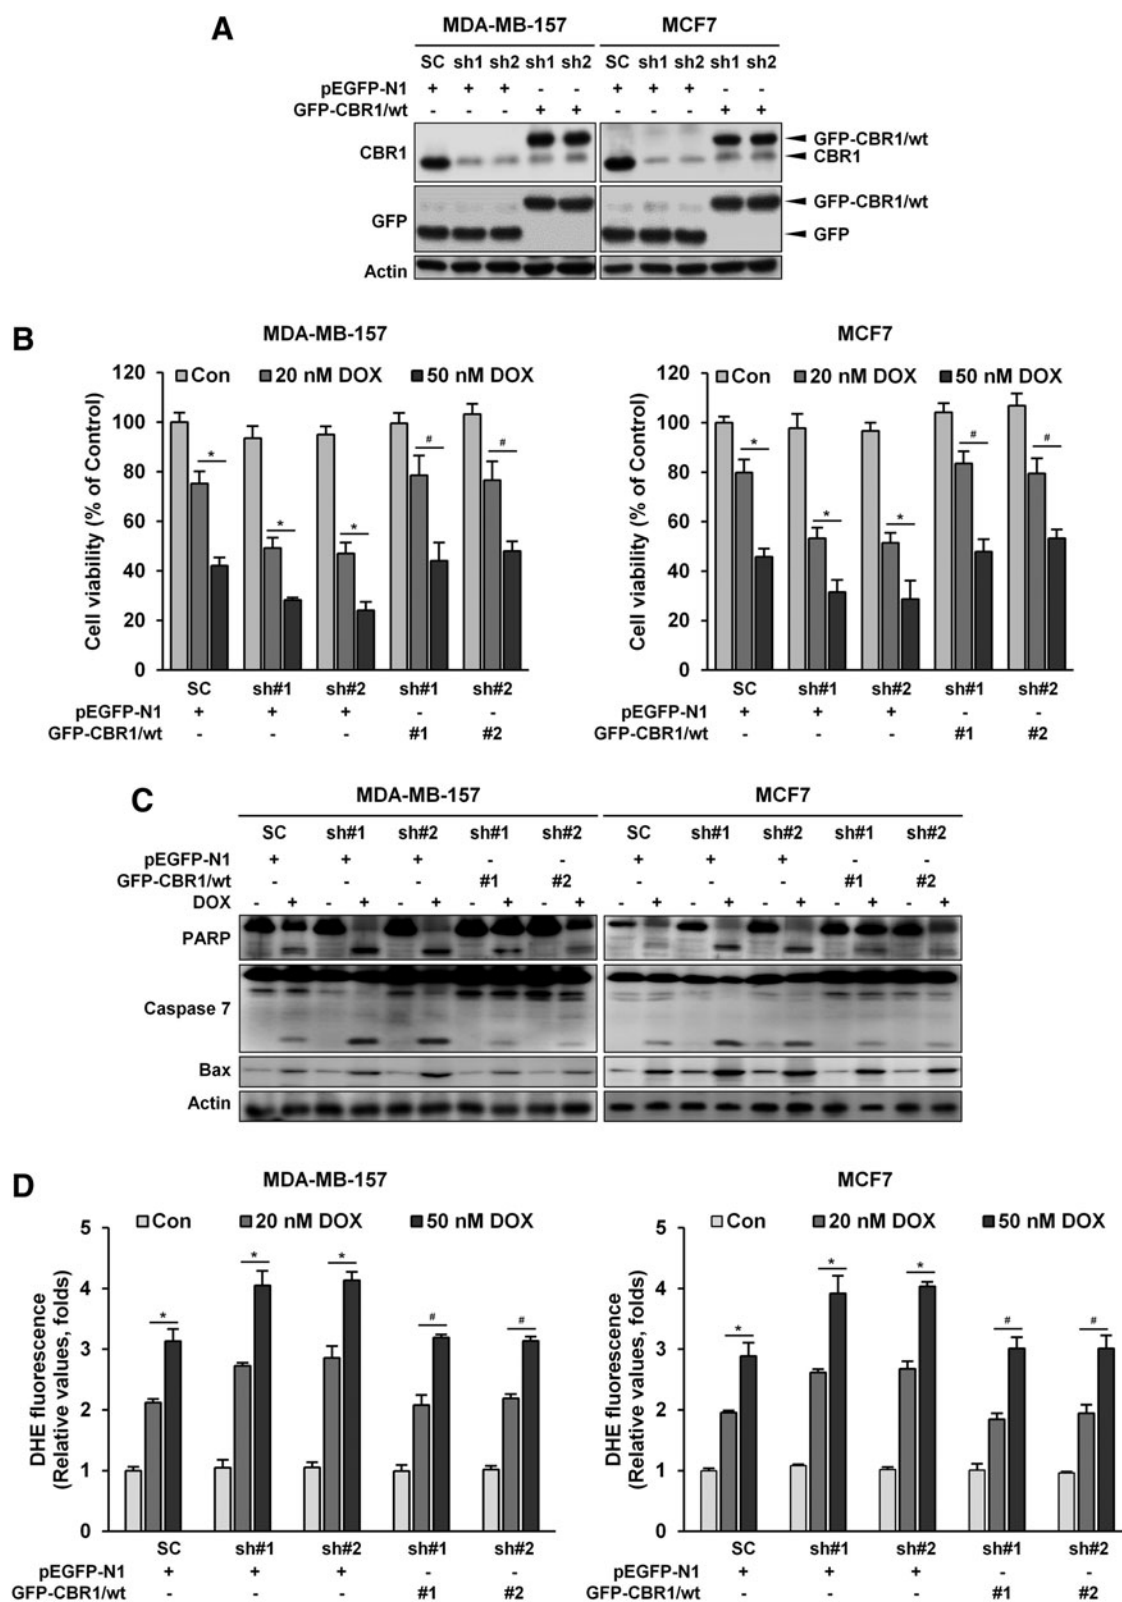 A
MDA-MB-157 MCF7
SC sh1 sh2 sh1 sh2 SC sh1 sh2 sh1 sh2
pEGFP-N1 + + + - - + + + - -
GFP-CBR1/wt - - - + + - - - + +
CBR1 GFP-CBR1/wt
CBR1
GFP GFP-CBR1/wt
GFP
Actin
B
MDA-MB-157 MCF7
Con 20 nM DOX 50 nM DOX Con 20 nM DOX 50 nM DOX
Cell viability (% of Control)
120
100
80
60
40
20
0
* * * # #
SC sh#1 sh#2 sh#1 sh#2
pEGFP-N1 + + + - -
GFP-CBR1/wt - - - #1 #2
Cell viability (% of Control)
120
100
80
60
40
20
0
* * * # #
SC sh#1 sh#2 sh#1 sh#2
pEGFP-N1 + + + - -
GFP-CBR1/wt - - - #1 #2
C
MDA-MB-157 MCF7
SC sh#1 sh#2 sh#1 sh#2 SC sh#1 sh#2 sh#1 sh#2
pEGFP-N1 + + + - - + + + - -
GFP-CBR1/wt - - - #1 #2 - - - #1 #2
DOX - + - + - + - + - + - + - + - + - + - +
PARP
Caspase 7
Bax
Actin
D
MDA-MB-157 MCF7
Con 20 nM DOX 50 nM DOX Con 20 nM DOX 50 nM DOX
DHE fluorescence
(Relative values, folds)
5
4
3
2
1
0
* * * # #
SC sh#1 sh#2 sh#1 sh#2
pEGFP-N1 + + + - -
GFP-CBR1/wt - - - #1 #2
DHE fluorescence
(Relative values, folds)
5
4
3
2
1
0
* * * # #
SC sh#1 sh#2 sh#1 sh#2
pEGFP-N1 + + + - -
GFP-CBR1/wt - - - #1 #2